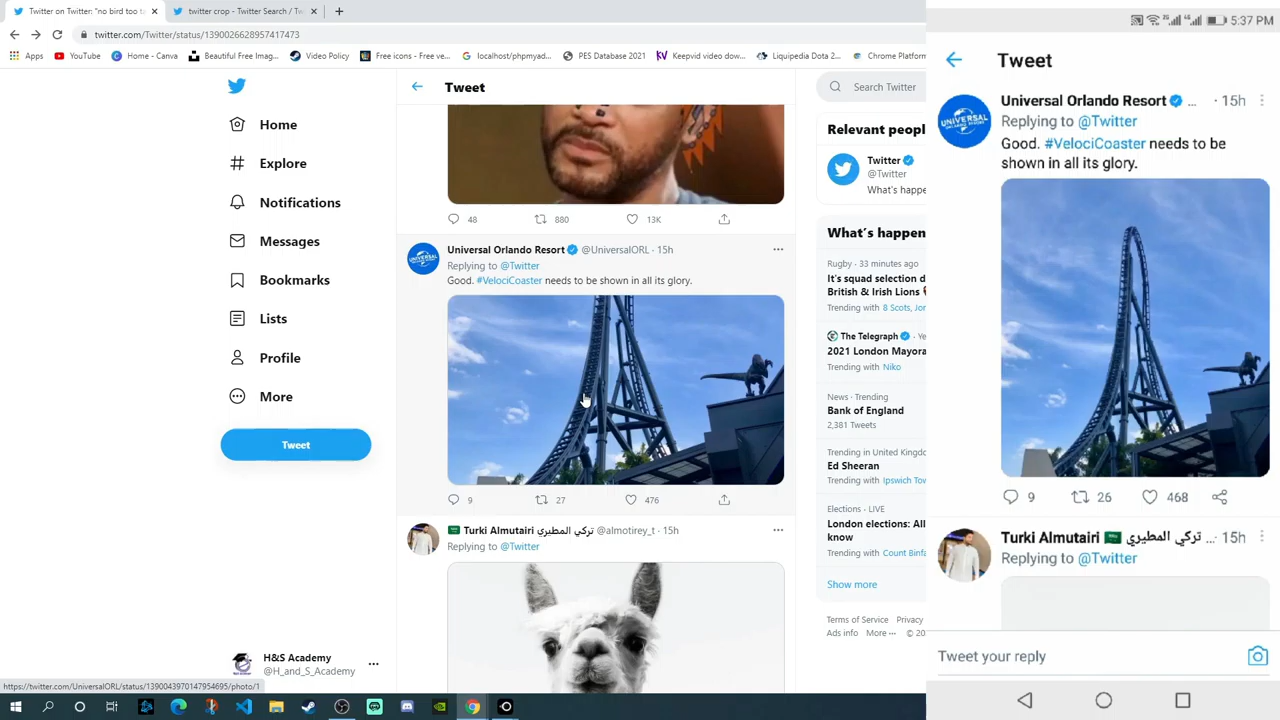 Twitter on Twitter: "no bird too ta
twitter crop - Twitter Search / Tw
twitter.com/Twitter/status/1390026628957417473
Apps
YouTube
Home - Canva
Beautiful Free Imag...
Video Policy
Free icons - Free ve...
localhost/phpmyad...
PES Database 2021
Keepvid video dow...
Liquipedia Dota 2...
Chrome Platform
Home
Explore
Notifications
Messages
Bookmarks
Lists
Profile
More
Tweet
H&S Academy
@H_and_S_Academy
https://twitter.com/UniversalORL/status/1390043970147954695/photo/1
Tweet
48 880 13K
Universal Orlando Resort @UniversalORL · 15h
Replying to @Twitter
Good. #VelociCoaster needs to be shown in all its glory.
9 27 476
Turki Almutairi تركي المطيري @almotirey_t · 15h
Replying to @Twitter
Search Twitter
Relevant peopl
Twitter
@Twitter
What's happe
What's happen
Rugby · 33 minutes ago
It's squad selection d
British & Irish Lions
Trending with 8 Scots, Jor
The Telegraph · Ye
2021 London Mayora
Trending with Niko
News · Trending
Bank of England
2,381 Tweets
Trending in United Kingdo
Ed Sheeran
Trending with Ipswich Tow
Elections · LIVE
London elections: All
know
Trending with Count Binfa
Show more
Terms of Service Privacy
Ads info More ··· © 20
5:37 PM
Tweet
UNIVERSAL
Universal Orlando Resort ... · 15h
Replying to @Twitter
Good. #VelociCoaster needs to be
shown in all its glory.
9 26 468
Turki Almutairi تركي المطيري ... · 15h
Replying to @Twitter
Tweet your reply